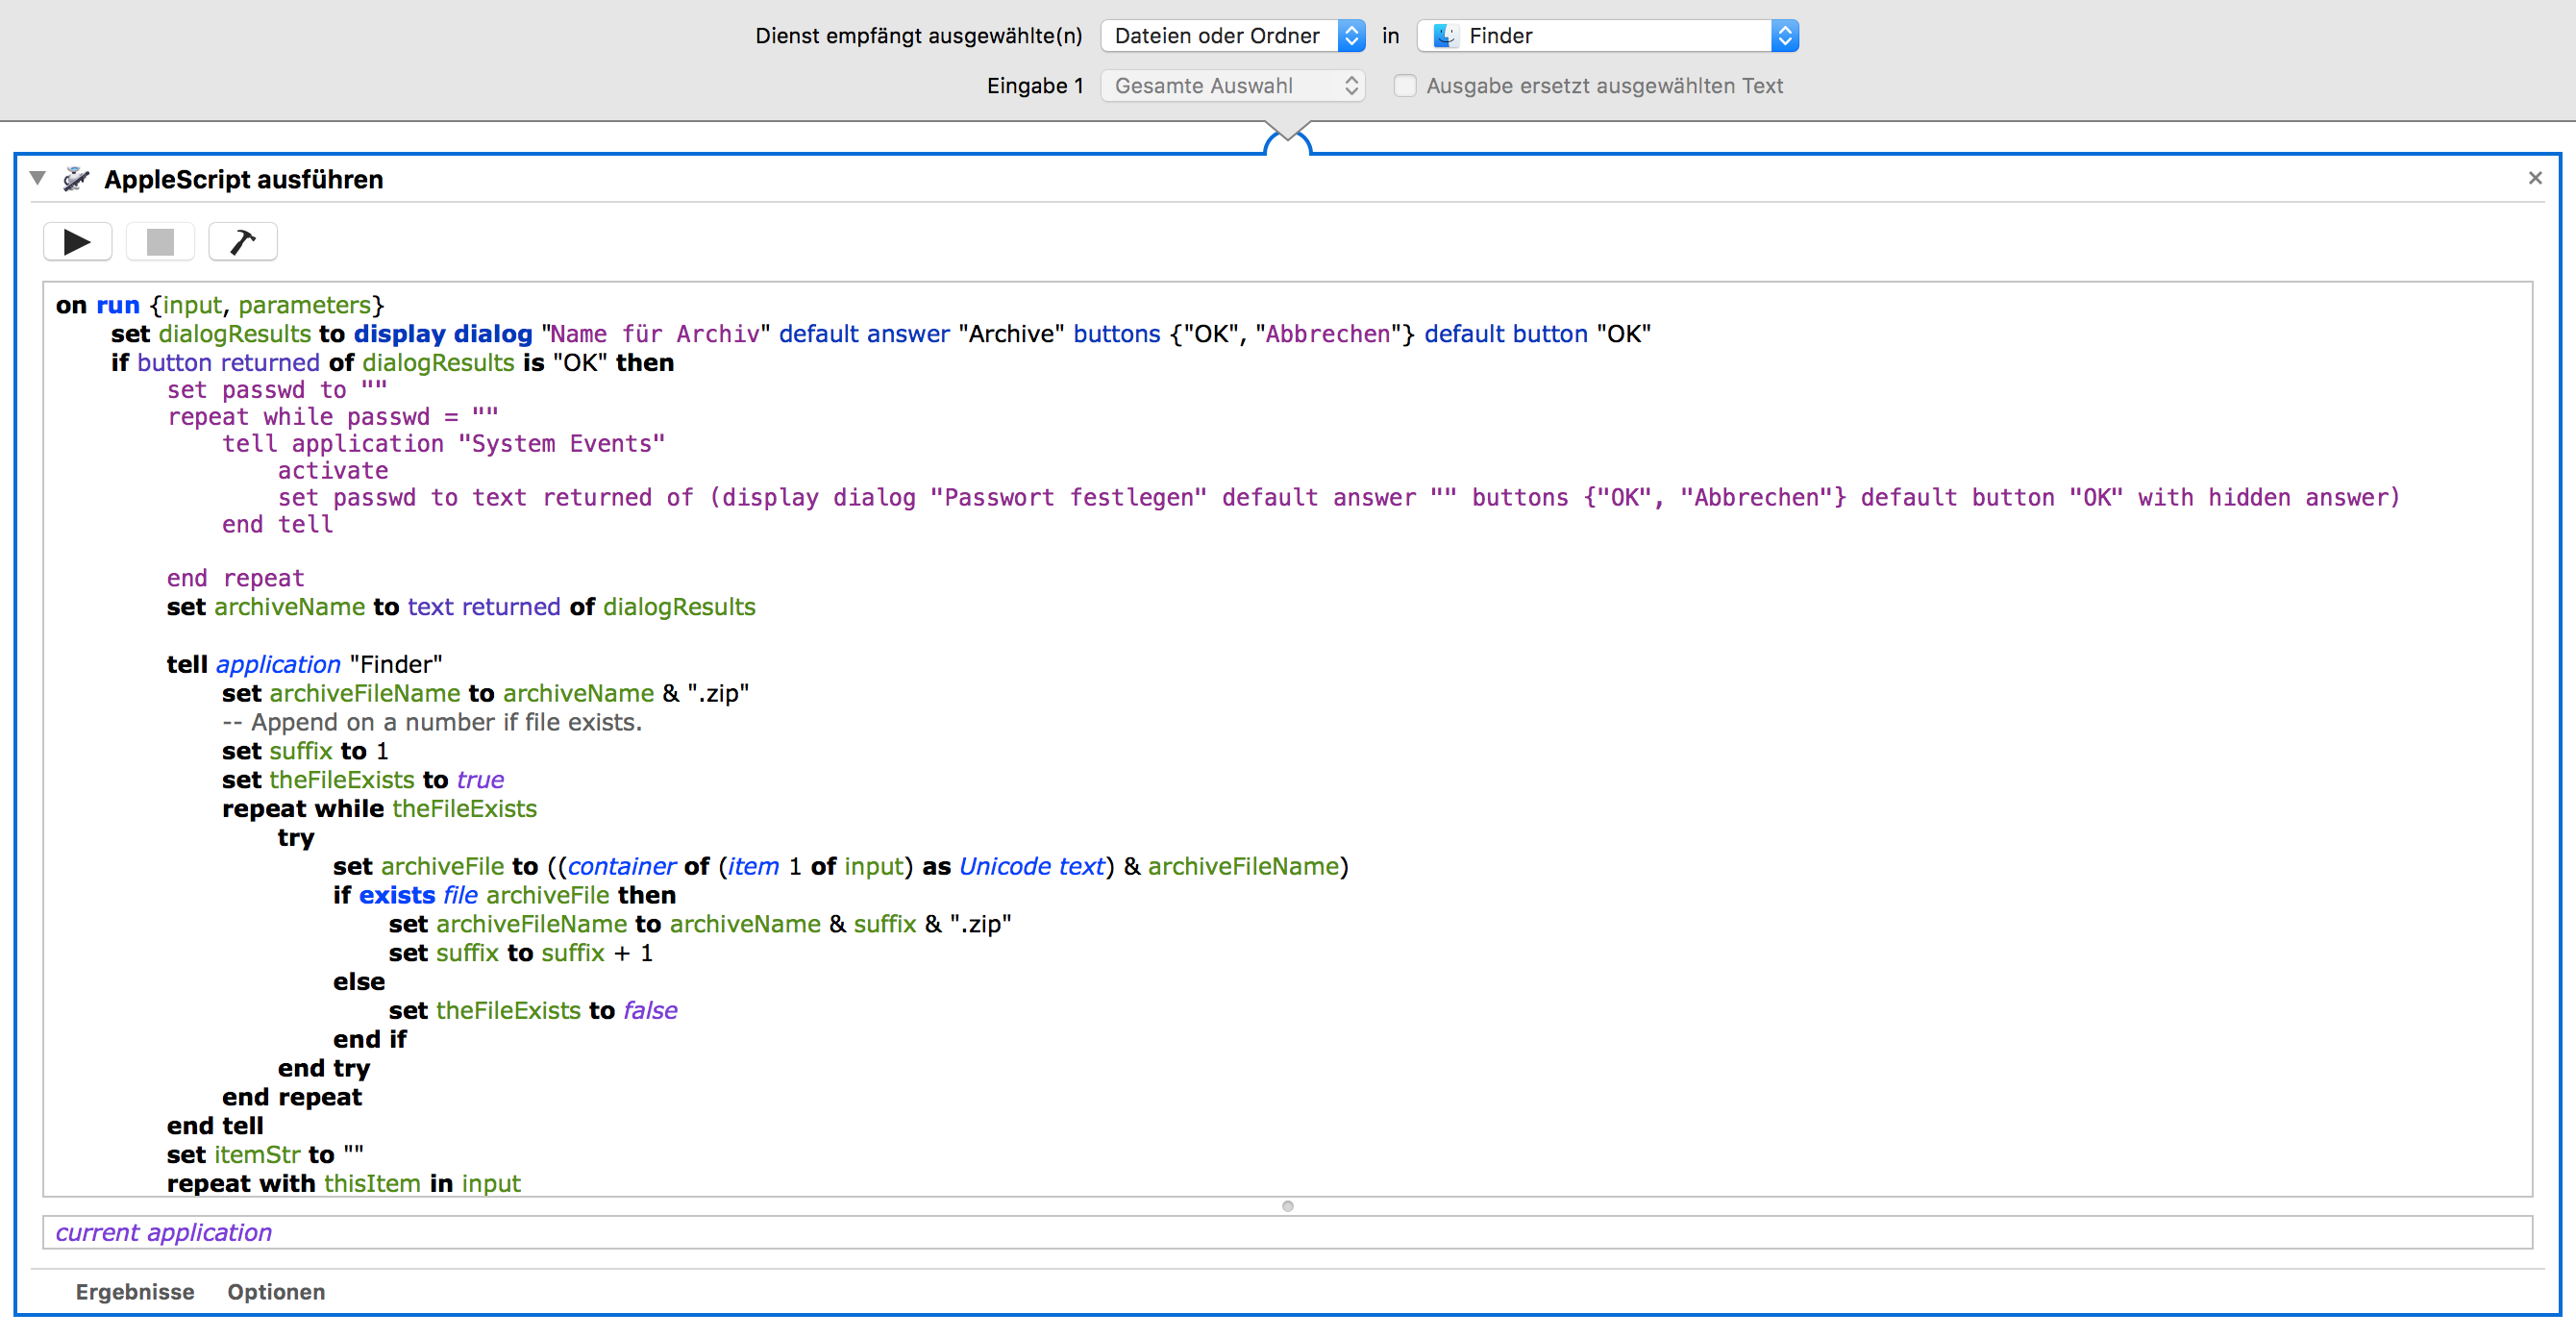 Dienst empfängt ausgewählte(n) Dateien oder Ordner in Finder
Eingabe 1 Gesamte Auswahl Ausgabe ersetzt ausgewählten Text
AppleScript ausführen
on run {input, parameters}
set dialogResults to display dialog "Name für Archiv" default answer "Archive" buttons {"OK", "Abbrechen"} default button "OK"
if button returned of dialogResults is "OK" then
set passwd to ""
repeat while passwd = ""
tell application "System Events"
activate
set passwd to text returned of (display dialog "Passwort festlegen" default answer "" buttons {"OK", "Abbrechen"} default button "OK" with hidden answer)
end tell
end repeat
set archiveName to text returned of dialogResults
tell application "Finder"
set archiveFileName to archiveName & ".zip"
-- Append on a number if file exists.
set suffix to 1
set theFileExists to true
repeat while theFileExists
try
set archiveFile to ((container of (item 1 of input) as Unicode text) & archiveFileName)
if exists file archiveFile then
set archiveFileName to archiveName & suffix & ".zip"
set suffix to suffix + 1
else
set theFileExists to false
end if
end try
end repeat
end tell
set itemStr to ""
repeat with thisItem in input
current application
Ergebnisse Optionen